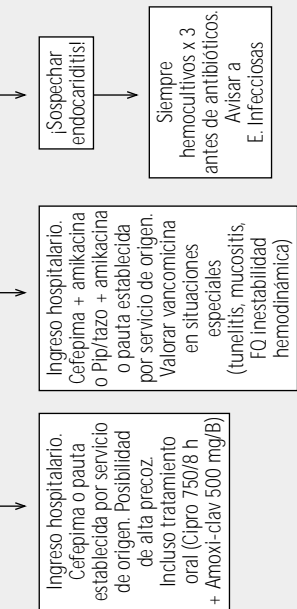 Ingreso hospitalario.
Cefepima o pauta
establecida por servicio
de origen. Posibilidad
de alta precoz.
Incluso tratamiento
oral (Cipro 750/8 h
+ Amoxi-clav 500 mg/B)
Ingreso hospitalario.
Cefepima + amikacina
o Pip/tazo + amikacina
o pauta establecida
por servicio de origen.
Valorar vancomicina
en situaciones
especiales
(tunelitis, mucositis,
FQ inestabilidad
hemodinámica)
¡Sospechar
endocariditis!
Siempre
hemocultivos x 3
antes de antibióticos.
Avisar a
E. Infecciosas